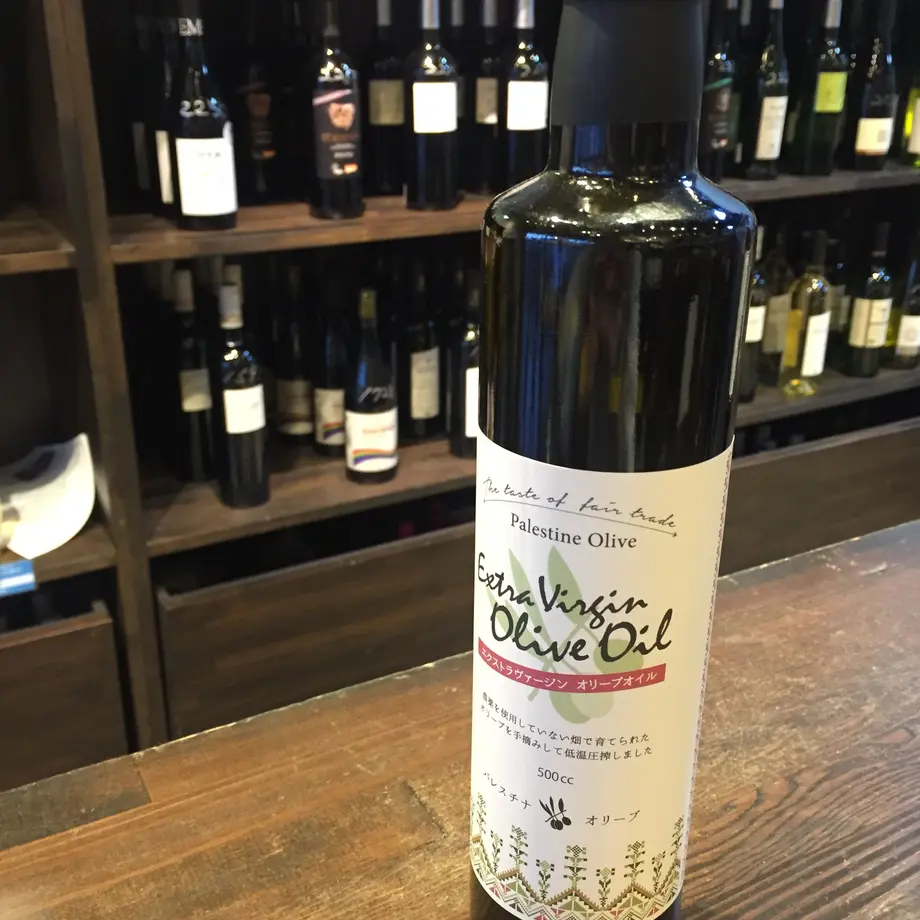 The taste of fair trade
Palestine Olive
Extra Virgin
Olive Oil
エクストラヴァージン オリーブオイル
農薬を使用していない畑で育てられた
オリーブを手摘みして低温圧搾しました
500cc
パレスチナ オリーブ